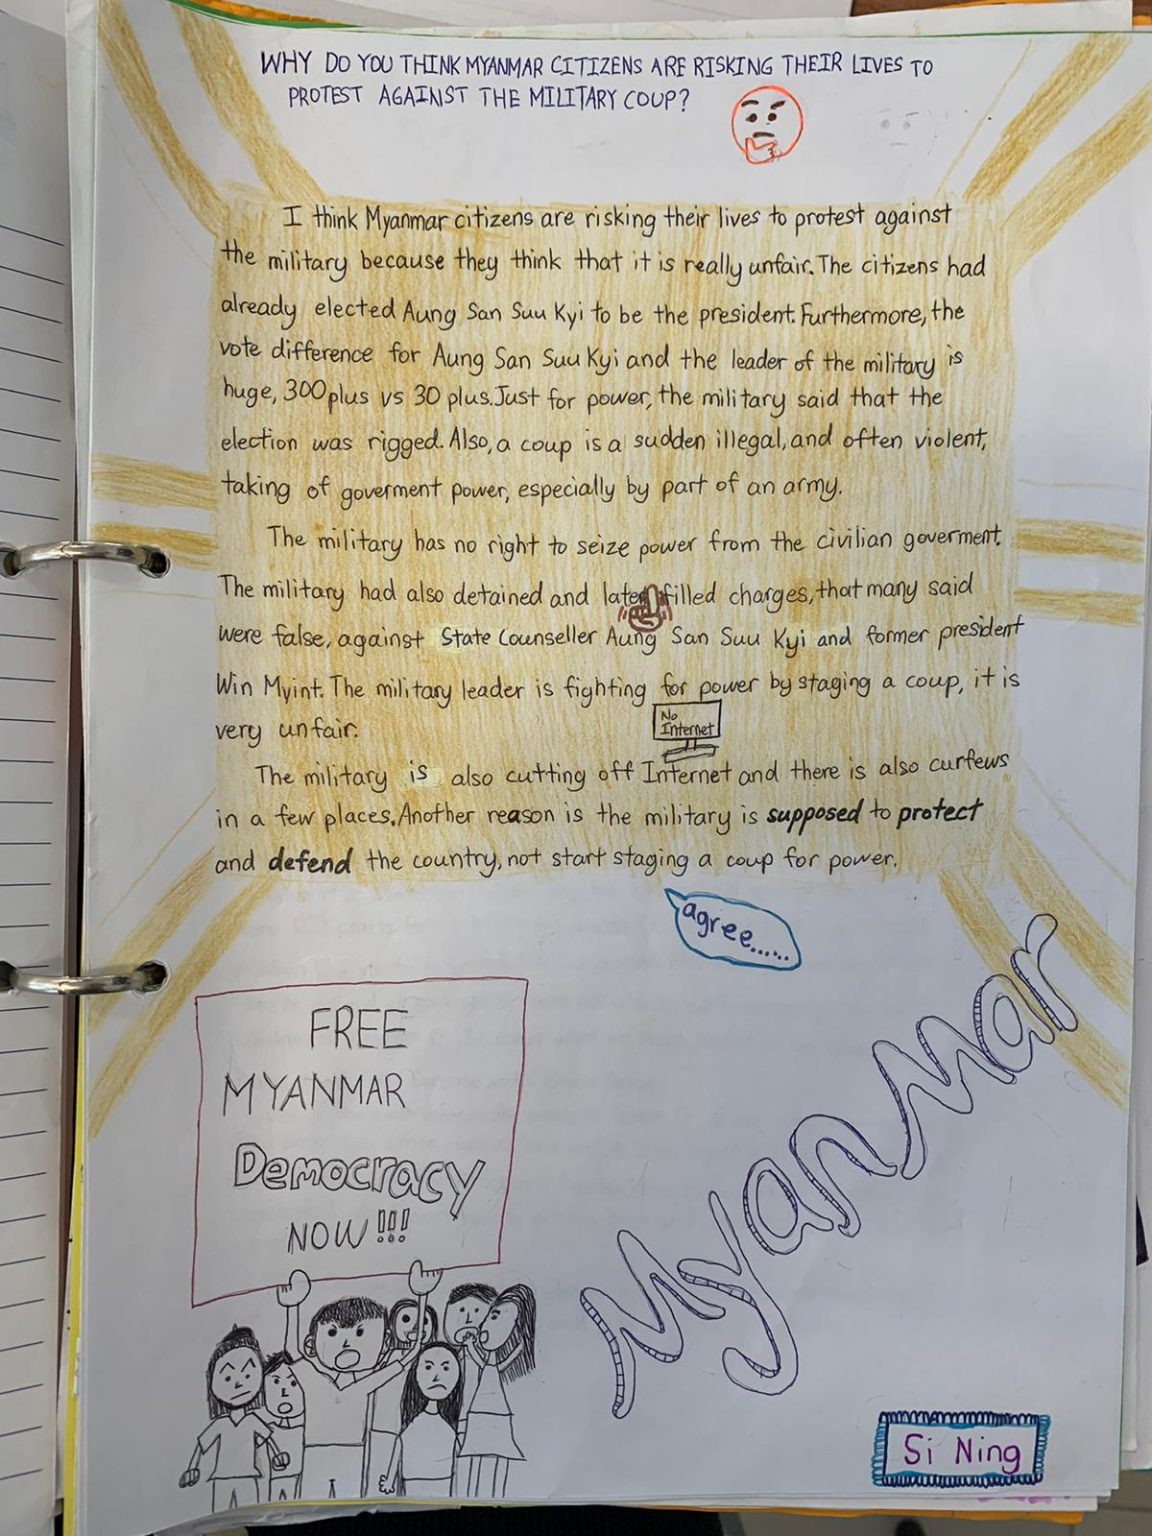 WHY DO YOU THINK MYANMAR CITIZENS ARE RISKING THEIR LIVES TO
PROTEST AGAINST THE MILITARY COUP?
I think Myanmar citizens are risking their lives to protest against
the military because they think that it is really unfair. The citizens had
already elected Aung San Suu Kyi to be the president. Furthermore, the
vote difference for Aung San Suu Kyi and the leader of the military is
huge, 300 plus vs 30 plus. Just for power, the military said that the
election was rigged. Also, a coup is a sudden illegal, and often violent,
taking of goverment power, especially by part of an army.
The military has no right to seize power from the civilian goverment.
The military had also detained and later filled charges, that many said
were false, against State Counseller Aung San Suu Kyi and former president
Win Myint. The military leader is fighting for power by staging a coup, it is
very unfair.
No
Internet
The military is also cutting off Internet and there is also curfews
in a few places. Another reason is the military is supposed to protect
and defend the country, not start staging a coup for power.
agree......
FREE
MYANMAR
Democracy
NOW!!!
Myanmar
Si Ning